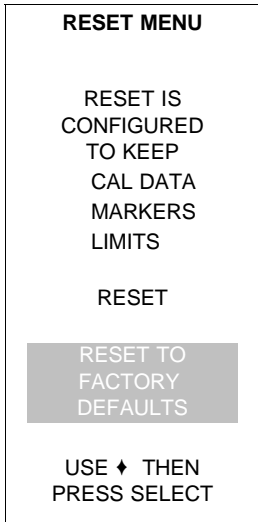 RESET MENU
RESET IS
CONFIGURED
TO KEEP
CAL DATA
MARKERS
LIMITS
RESET
RESET TO
FACTORY
DEFAULTS
USE ♦ THEN
PRESS SELECT